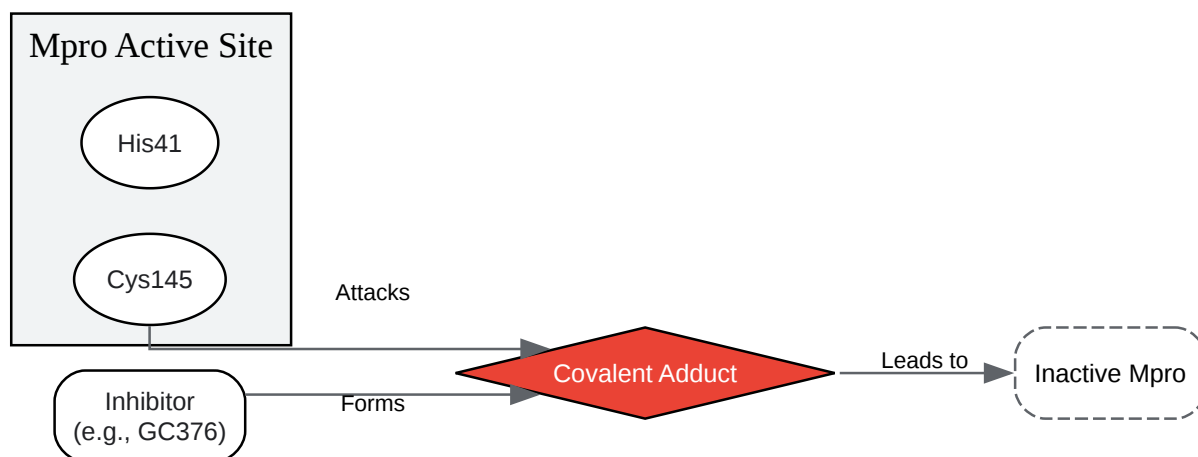 Mpro Active Site
His41
Cys145
Attacks
Inhibitor
(e.g., GC376)
Forms
Covalent Adduct
Leads to
Inactive Mpro